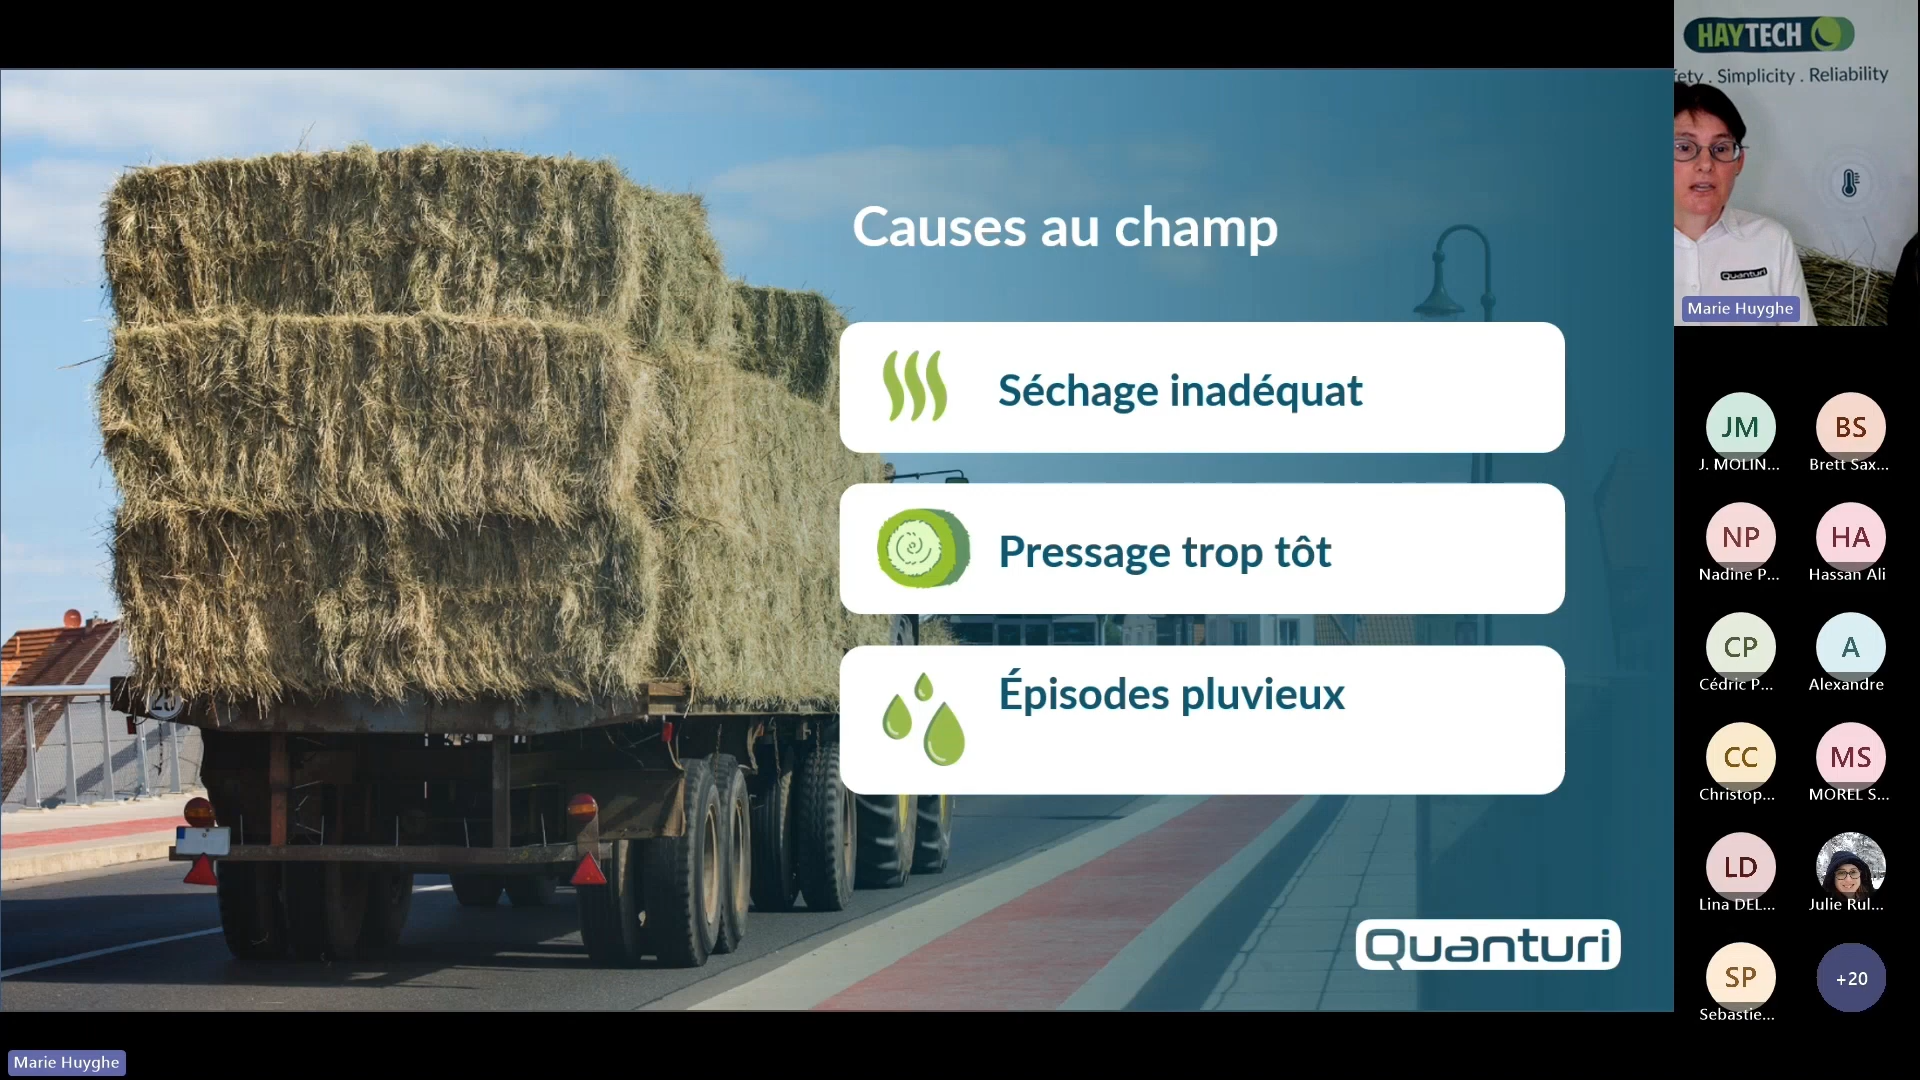 HAYTECH
fety . Simplicity . Reliability
Quanturi
Marie Huyghe
Causes au champ
Séchage inadéquat
Pressage trop tôt
Épisodes pluvieux
25
Quanturi
JM
J. MOLIN...
BS
Brett Sax...
NP
Nadine P...
HA
Hassan Ali
CP
Cédric P...
A
Alexandre
CC
Christop...
MS
MOREL S...
LD
Lina DEL...
Julie Rul...
SP
Sebastie...
+20
Marie Huyghe